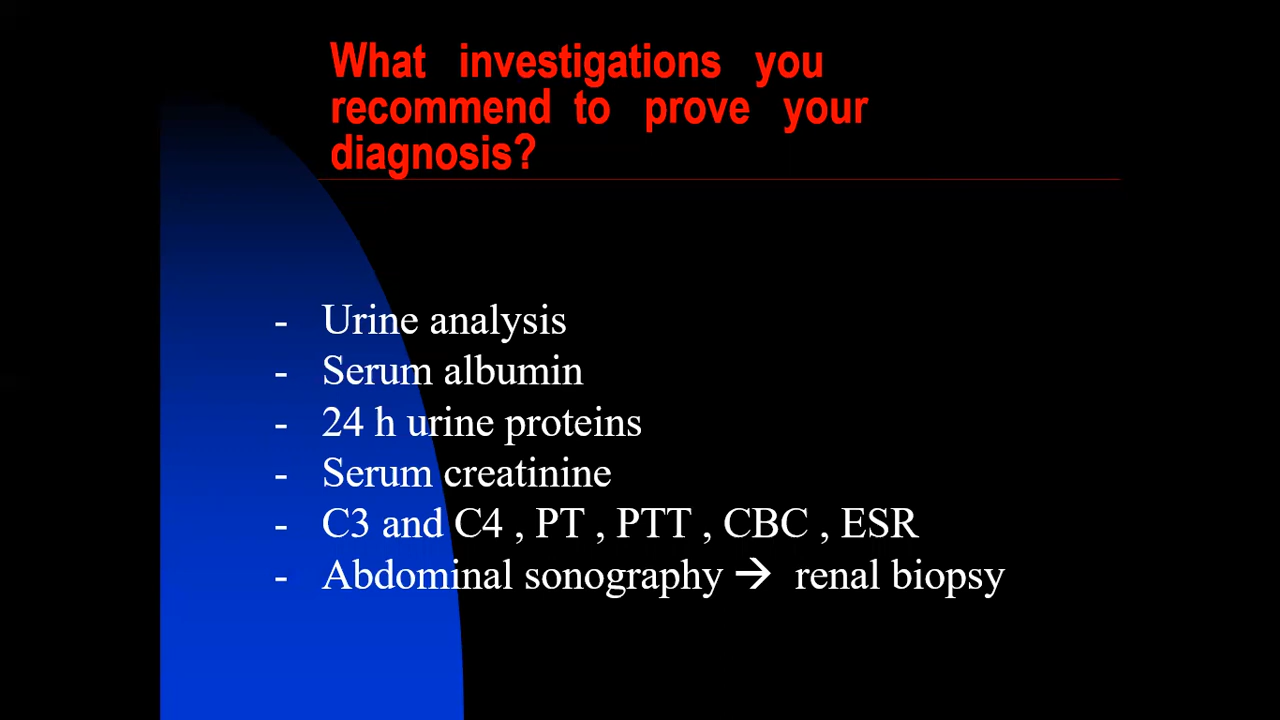 What investigations you
recommend to prove your
diagnosis?
- Urine analysis
- Serum albumin
- 24 h urine proteins
- Serum creatinine
- C3 and C4 , PT , PTT , CBC , ESR
- Abdominal sonography → renal biopsy